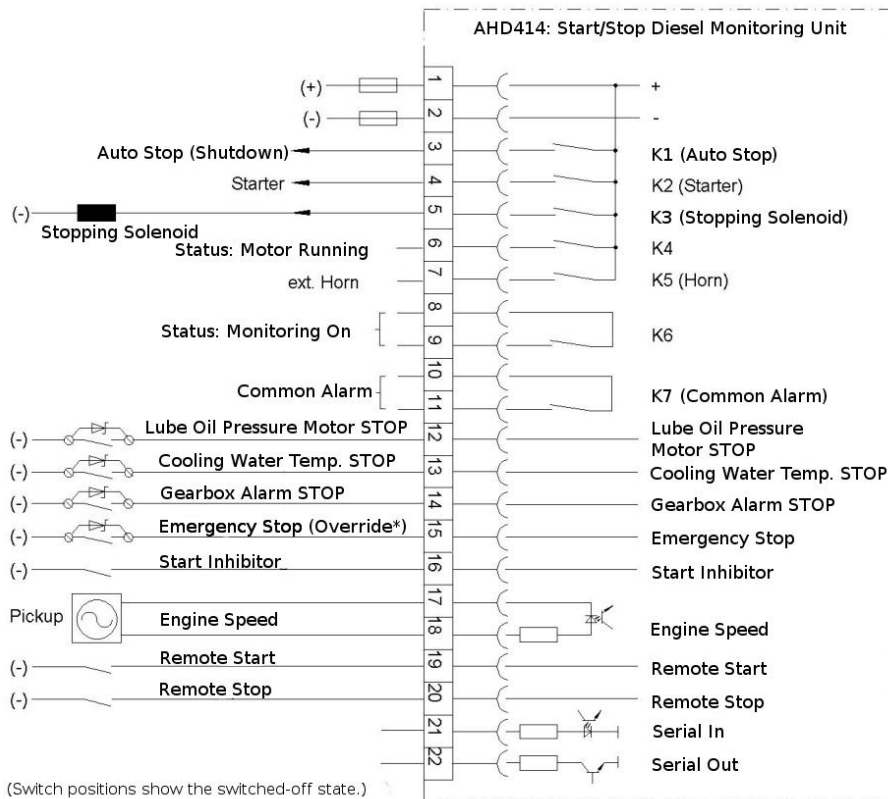 AHD414: Start/Stop Diesel Monitoring Unit
(+) 1 +
(-) 2 -
Auto Stop (Shutdown) 3 K1 (Auto Stop)
Starter 4 K2 (Starter)
(-) 5 K3 (Stopping Solenoid)
Stopping Solenoid
Status: Motor Running 6 K4
ext. Horn 7 K5 (Horn)
8
Status: Monitoring On K6
9
10
Common Alarm K7 (Common Alarm)
11
(-) Lube Oil Pressure Motor STOP 12 Lube Oil Pressure
Motor STOP
(-) Cooling Water Temp. STOP 13 Cooling Water Temp. STOP
(-) Gearbox Alarm STOP 14 Gearbox Alarm STOP
(-) Emergency Stop (Override*) 15 Emergency Stop
(-) Start Inhibitor 16 Start Inhibitor
17
Pickup Engine Speed Engine Speed
18
(-) Remote Start 19 Remote Start
(-) Remote Stop 20 Remote Stop
21 Serial In
22 Serial Out
(Switch positions show the switched-off state.)